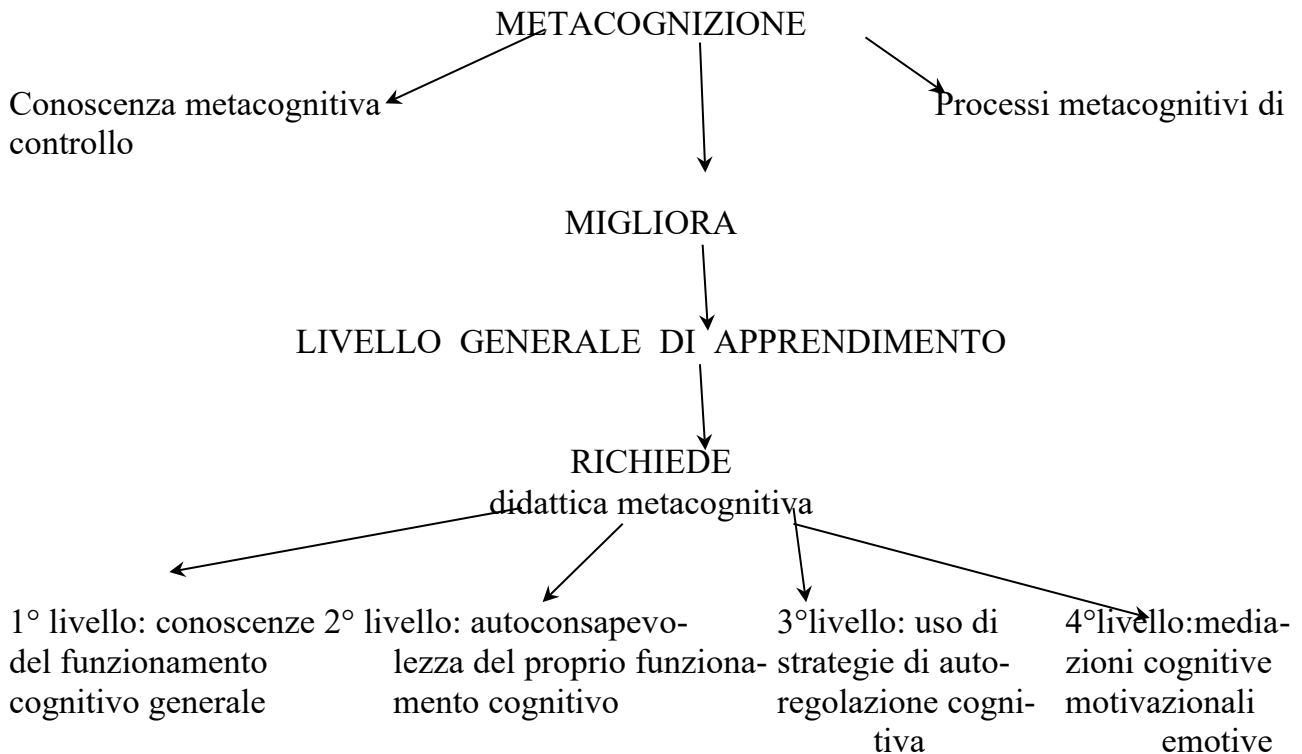 METACOGNIZIONE
Conoscenza metacognitiva Processi metacognitivi di
controllo
MIGLIORA
LIVELLO GENERALE DI APPRENDIMENTO
RICHIEDE
didattica metacognitiva
1° livello: conoscenze 2° livello: autoconsapevo- 3°livello: uso di 4°livello:media-
del funzionamento lezza del proprio funziona- strategie di auto- zioni cognitive
cognitivo generale mento cognitivo regolazione cogni- motivazionali
tiva emotive